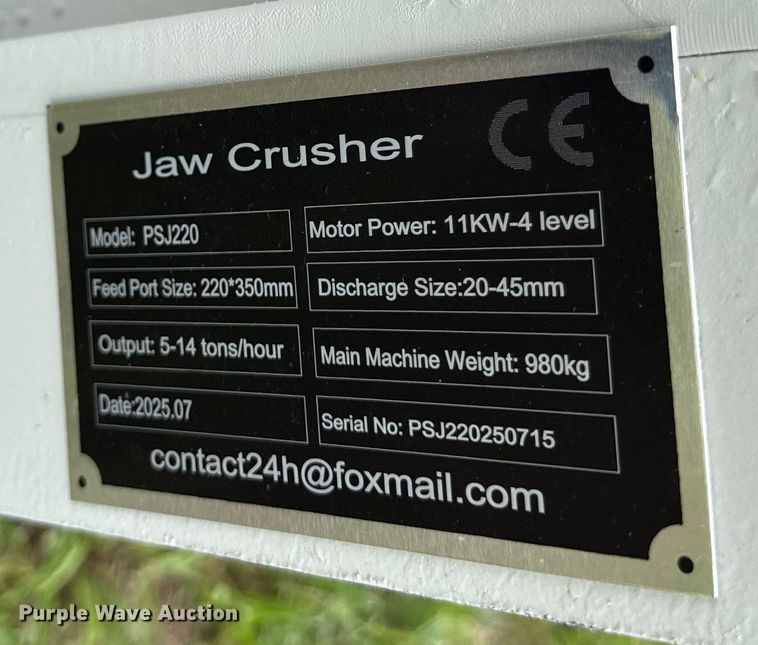 Jaw Crusher CE
Model: PSJ220
Motor Power: 11KW-4 level
Feed Port Size: 220*350mm
Discharge Size:20-45mm
Output: 5-14 tons/hour
Main Machine Weight: 980kg
Date:2025.07
Serial No: PSJ220250715
contact24h@foxmail.com
Purple Wave Auction